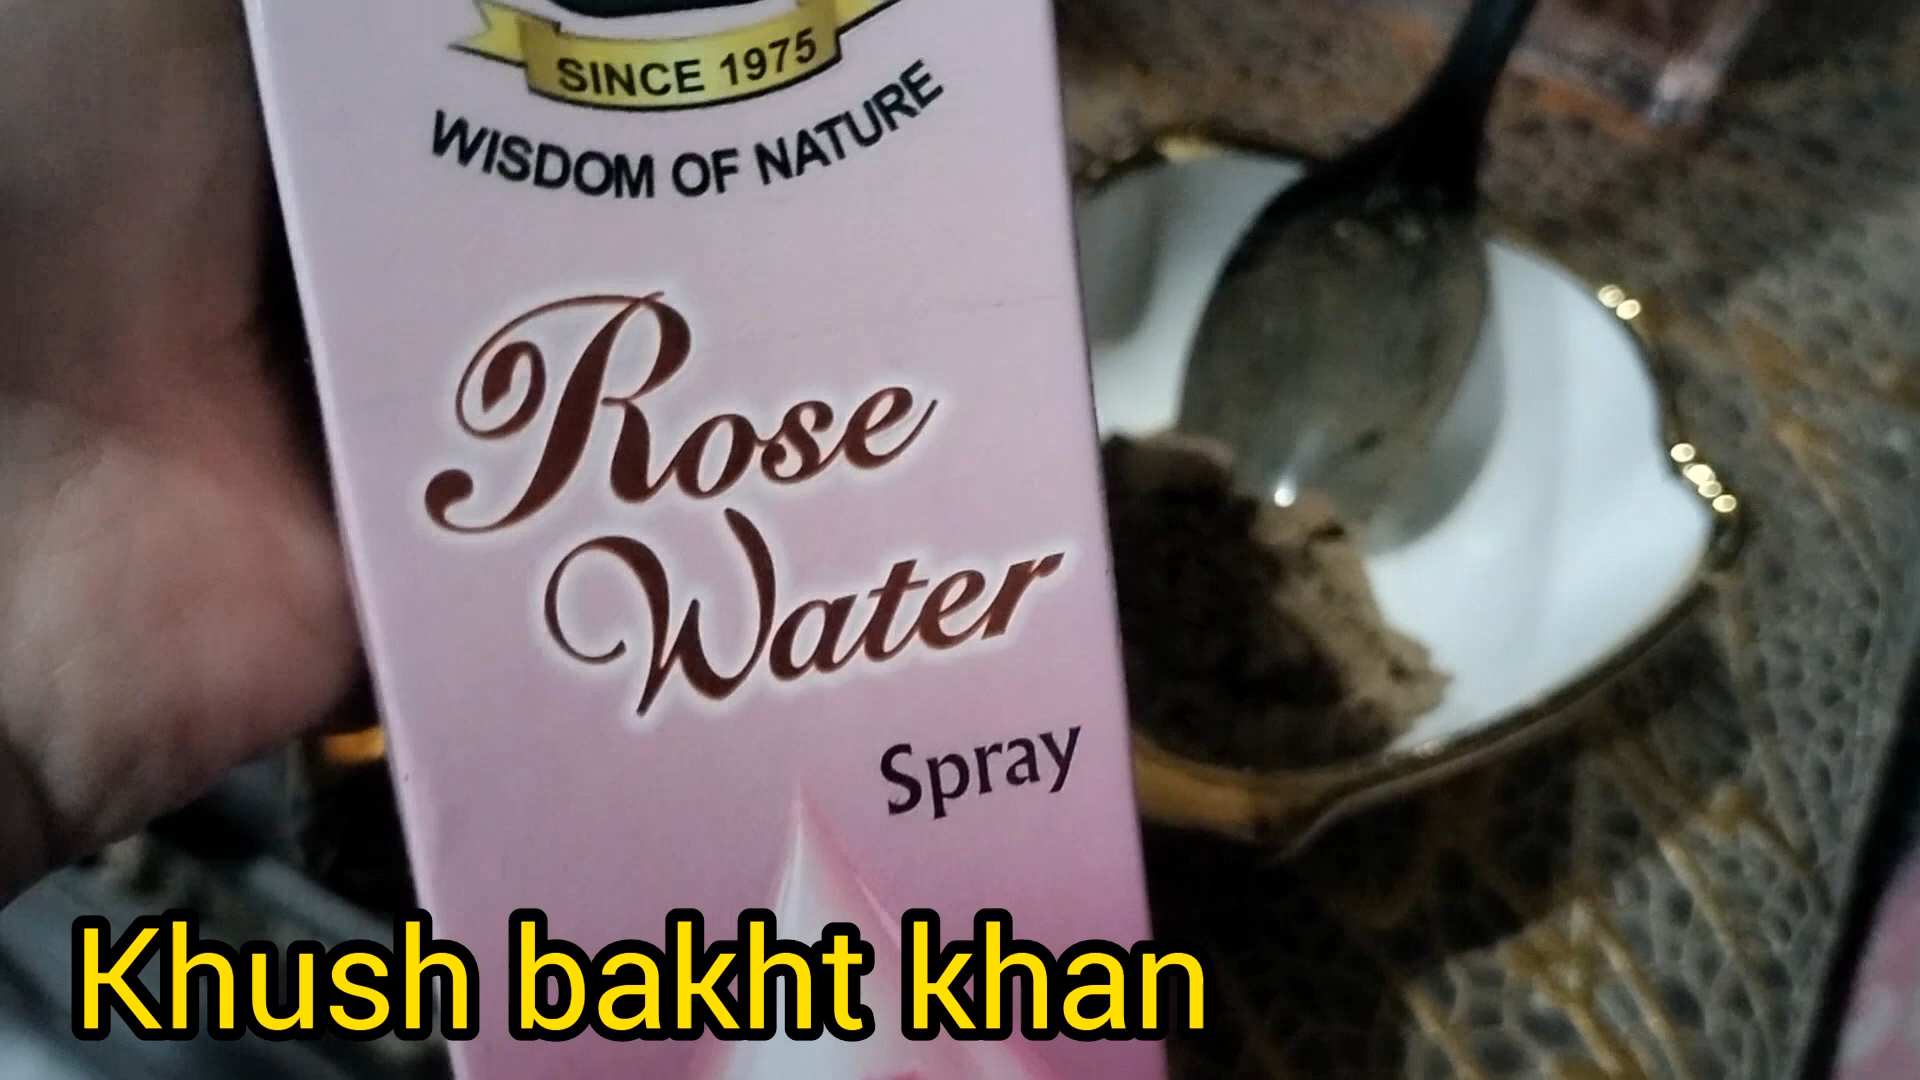 SINCE 1975
WISDOM OF NATURE
Rose
Water
Spray
Khush bakht khan